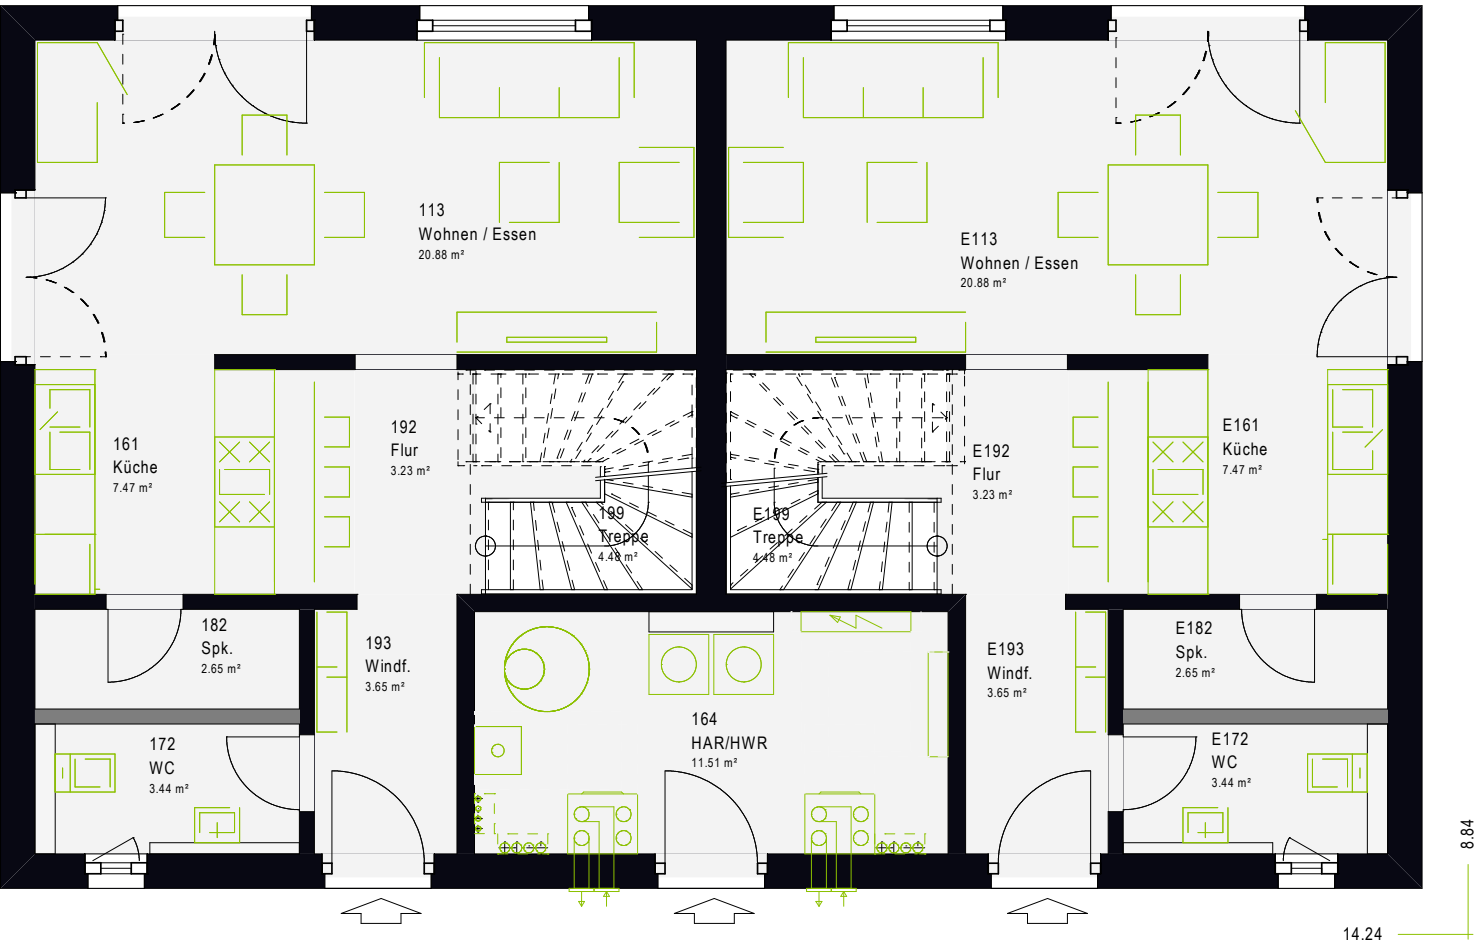 113
Wohnen / Essen
20.88 m²
E113
Wohnen / Essen
20.88 m²
161
Küche
7.47 m²
192
Flur
3.23 m²
199
Treppe
4.48 m²
E199
Treppe
4.48 m²
E192
Flur
3.23 m²
E161
Küche
7.47 m²
182
Spk.
2.65 m²
193
Windf.
3.65 m²
E193
Windf.
3.65 m²
E182
Spk.
2.65 m²
172
WC
3.44 m²
164
HAR/HWR
11.51 m²
E172
WC
3.44 m²
8.84
14.24